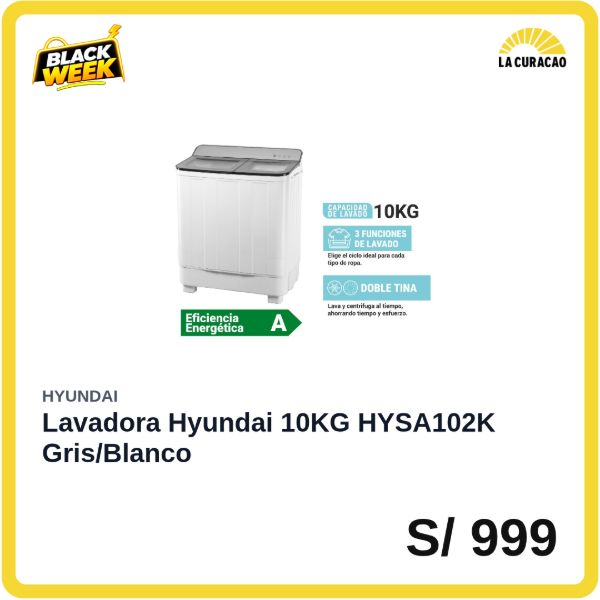 BLACK
WEEK
LA CURACAO
CAPACIDAD
DE LAVADO 10KG
3 FUNCIONES
DE LAVADO
Elige el ciclo ideal para cada
tipo de ropa.
DOBLE TINA
Lava y centrifuga al tiempo,
ahorrando tiempo y esfuerzo.
Eficiencia
Energética A
HYUNDAI
Lavadora Hyundai 10KG HYSA102K
Gris/Blanco
S/ 999